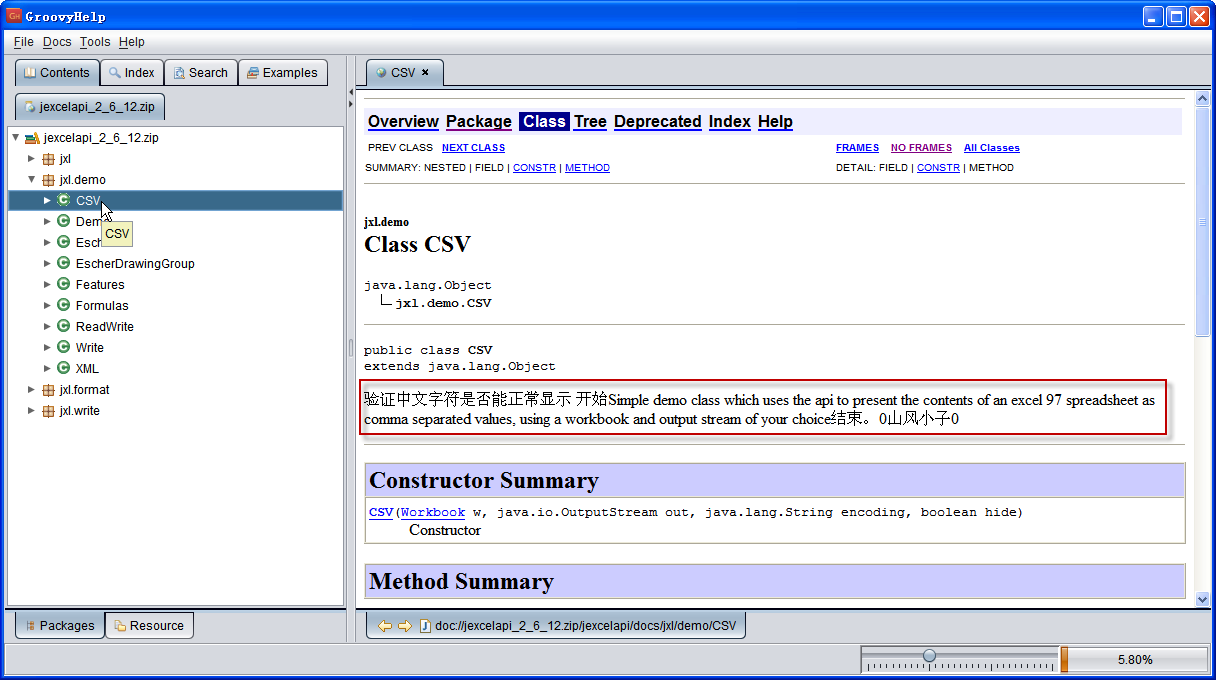 GroovyHelp
File Docs Tools Help
Contents Index Search Examples
jexcelapi_2_6_12.zip
jexcelapi_2_6_12.zip
jxl
jxl.demo
CSV
CSV
EscherDrawingGroup
Features
Formulas
ReadWrite
Write
XML
jxl.format
jxl.write
Packages Resource
CSV
Overview Package Class Tree Deprecated Index Help
PREV CLASS NEXT CLASS FRAMES NO FRAMES All Classes
SUMMARY: NESTED | FIELD | CONSTR | METHOD DETAIL: FIELD | CONSTR | METHOD
jxl.demo
Class CSV
java.lang.Object
jxl.demo.CSV
public class CSV
extends java.lang.Object
验证中文字符是否能正常显示 开始Simple demo class which uses the api to present the contents of an excel 97 spreadsheet as
comma separated values, using a workbook and output stream of your choice结束。0山风小子0
Constructor Summary
CSV(Workbook w, java.io.OutputStream out, java.lang.String encoding, boolean hide)
Constructor
Method Summary
doc://jexcelapi_2_6_12.zip/jexcelapi/docs/jxl/demo/CSV
5.80%